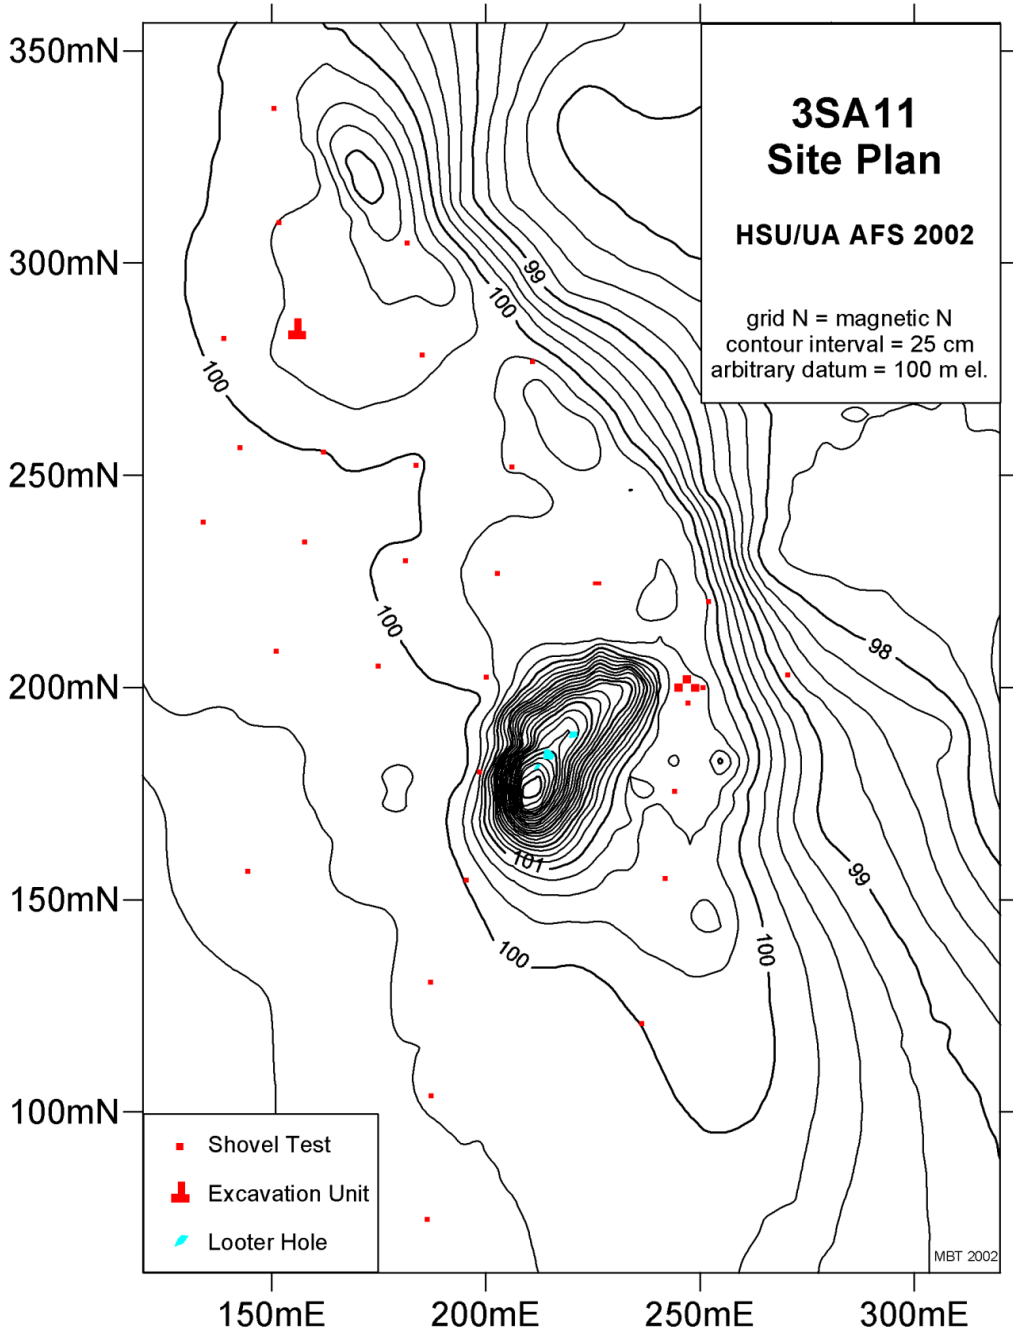 350mN
300mN
250mN
200mN
150mN
100mN
3SA11
Site Plan
HSU/UA AFS 2002
grid N = magnetic N
contour interval = 25 cm
arbitrary datum = 100 m el.
99
100
100
100
98
101
99
100
100
Shovel Test
Excavation Unit
Looter Hole
MBT 2002
150mE
200mE
250mE
300mE